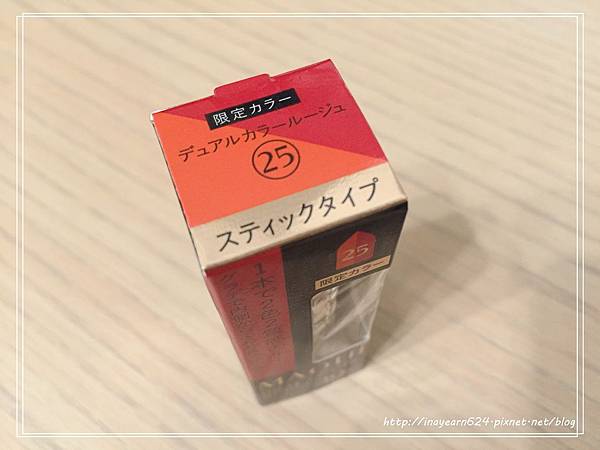 限定カラー
デュアルカラールージュ
25
スティックタイプ
25
限定カラー
http://inayearn624.pixnet.net/blog